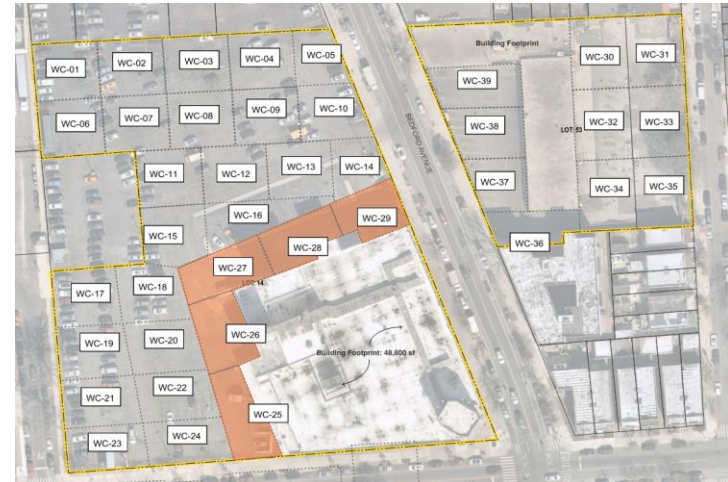 WC-01
WC-02
WC-03
WC-04
WC-05
WC-06
WC-07
WC-08
WC-09
WC-10
WC-11
WC-12
WC-13
WC-14
WC-15
WC-16
WC-17
WC-18
WC-19
WC-20
WC-21
WC-22
WC-23
WC-24
WC-25
WC-26
WC-27
WC-28
WC-29
LOT: 14
Building Footprint: 48,800 sf
BEDFORD AVENUE
Building Footprint
WC-30
WC-31
WC-39
WC-38
WC-32
WC-33
LOT: 53
WC-37
WC-34
WC-35
WC-36